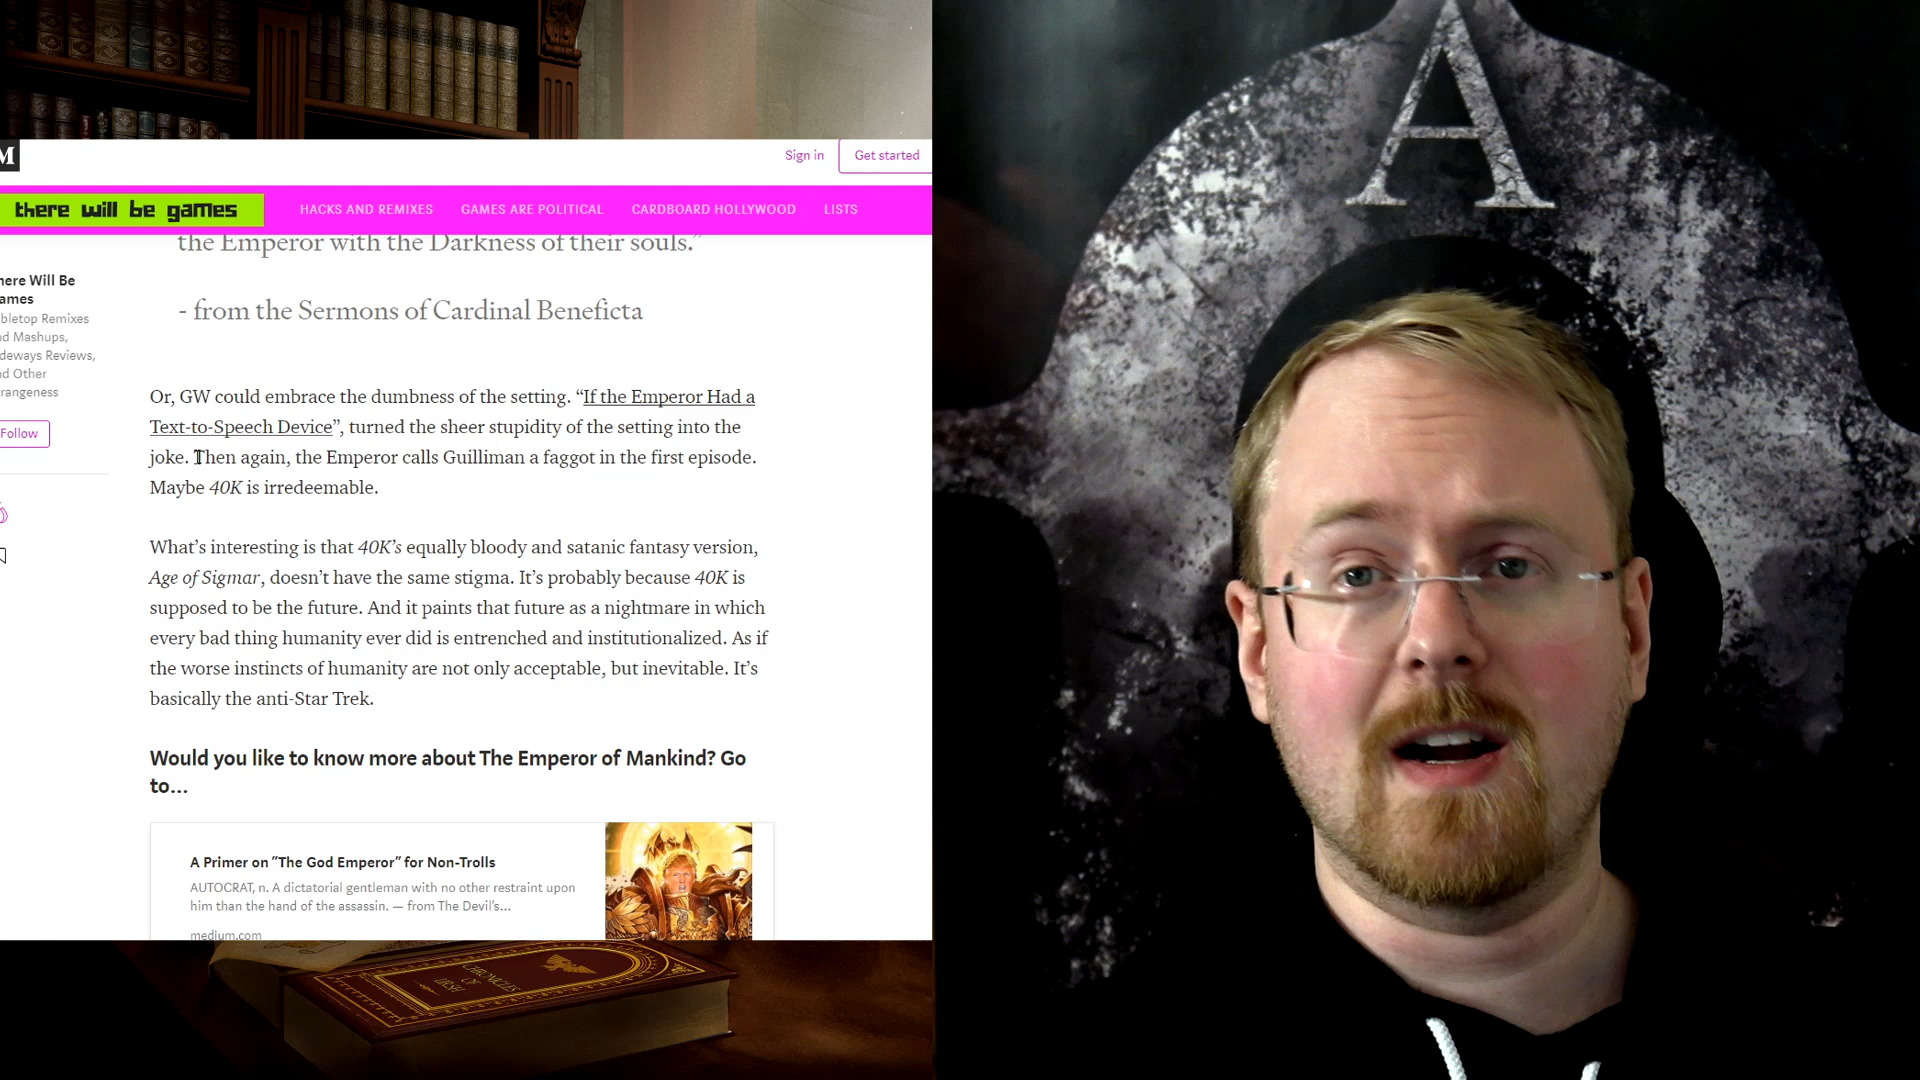 M
Sign in
Get started
there will be games
HACKS AND REMIXES
GAMES ARE POLITICAL
CARDBOARD HOLLYWOOD
LISTS
the Emperor with the Darkness of their souls.”
- from the Sermons of Cardinal Beneficta
here Will Be
ames
bletop Remixes
nd Mashups,
deways Reviews,
nd Other
rangeness
Follow
Or, GW could embrace the dumbness of the setting. “If the Emperor Had a
Text-to-Speech Device”, turned the sheer stupidity of the setting into the
joke. Then again, the Emperor calls Guilliman a faggot in the first episode.
Maybe 40K is irredeemable.
What’s interesting is that 40K’s equally bloody and satanic fantasy version,
Age of Sigmar, doesn’t have the same stigma. It’s probably because 40K is
supposed to be the future. And it paints that future as a nightmare in which
every bad thing humanity ever did is entrenched and institutionalized. As if
the worse instincts of humanity are not only acceptable, but inevitable. It’s
basically the anti-Star Trek.
Would you like to know more about The Emperor of Mankind? Go
to…
A Primer on ”The God Emperor” for Non-Trolls
AUTOCRAT, n. A dictatorial gentleman with no other restraint upon
him than the hand of the assassin. — from The Devil’s…
medium.com
CHRONICLES
OF
URSH
A